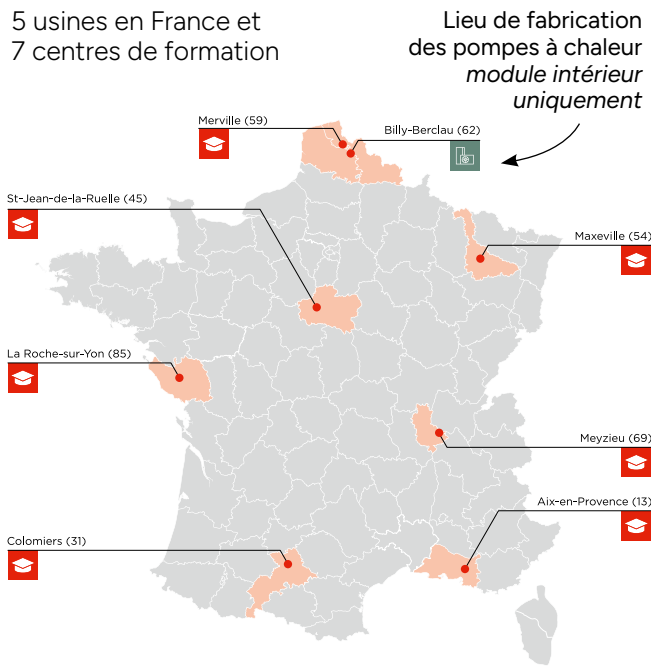 5 usines en France et
7 centres de formation
Lieu de fabrication
des pompes à chaleur
module intérieur
uniquement
Merville (59)
Billy-Berclau (62)
St-Jean-de-la-Ruelle (45)
Maxeville (54)
La Roche-sur-Yon (85)
Meyzieu (69)
Aix-en-Provence (13)
Colomiers (31)